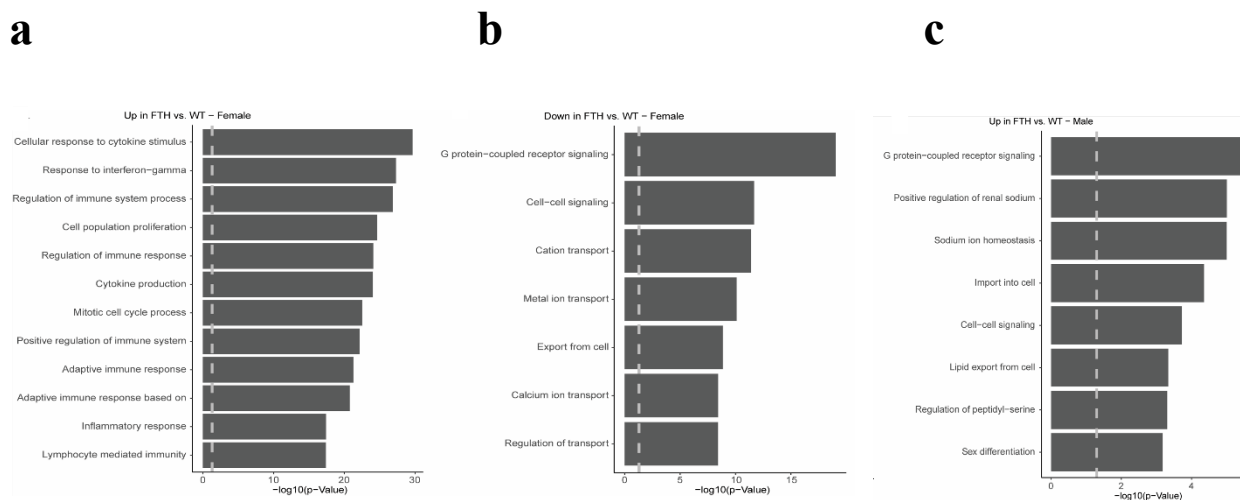 a
b
c
Up in FTH vs. WT − Female
Cellular response to cytokine stimulus
Response to interferon−gamma
Regulation of immune system process
Cell population proliferation
Regulation of immune response
Cytokine production
Mitotic cell cycle process
Positive regulation of immune system
Adaptive immune response
Adaptive immune response based on
Inflammatory response
Lymphocyte mediated immunity
0 10 20 30
−log10(p−Value)
Down in FTH vs. WT − Female
G protein−coupled receptor signaling
Cell−cell signaling
Cation transport
Metal ion transport
Export from cell
Calcium ion transport
Regulation of transport
0 5 10 15
−log10(p−Value)
Up in FTH vs. WT − Male
G protein−coupled receptor signaling
Positive regulation of renal sodium
Sodium ion homeostasis
Import into cell
Cell−cell signaling
Lipid export from cell
Regulation of peptidyl−serine
Sex differentiation
0 2 4
−log10(p−Value)